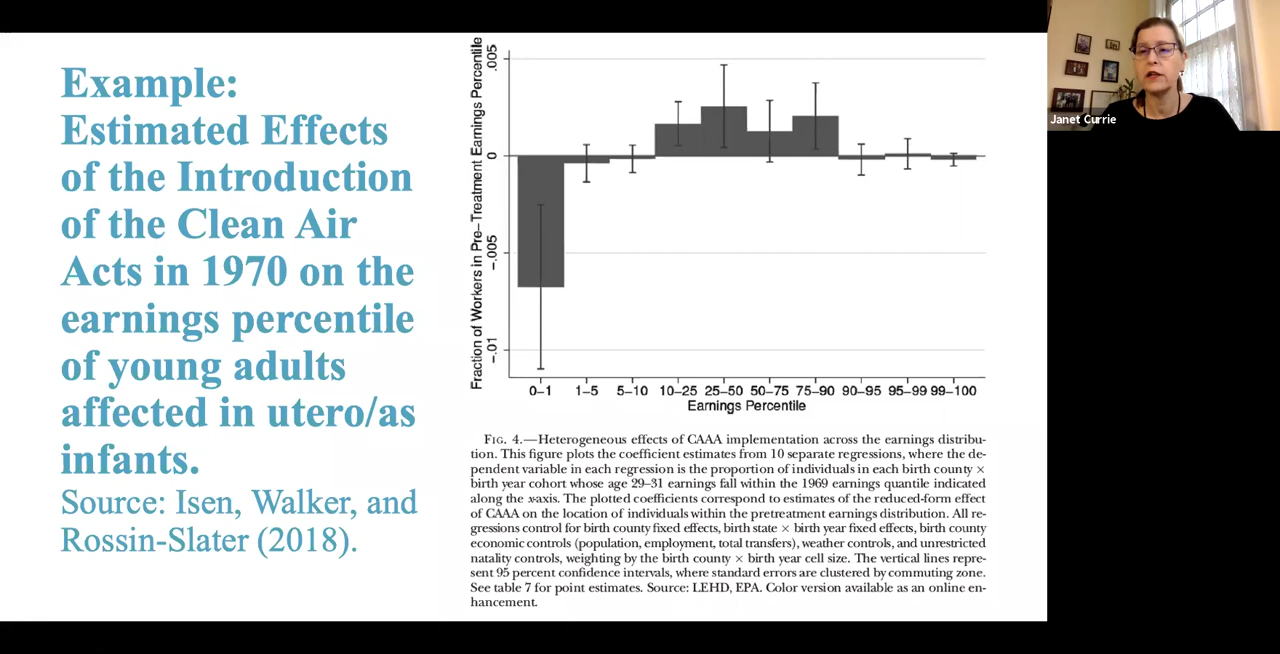 Example:
Estimated Effects
of the Introduction
of the Clean Air
Acts in 1970 on the
earnings percentile
of young adults
affected in utero/as
infants.
Source: Isen, Walker, and
Rossin-Slater (2018).
Fraction of Workers in Pre−Treatment Earnings Percentile
.005
0
−.005
−.01
0−1 1−5 5−10 10−25 25−50 50−75 75−90 90−95 95−99 99−100
Earnings Percentile
FIG. 4.—Heterogeneous effects of CAAA implementation across the earnings distribu-
tion. This figure plots the coefficient estimates from 10 separate regressions, where the de-
pendent variable in each regression is the proportion of individuals in each birth county ×
birth year cohort whose age 29–31 earnings fall within the 1969 earnings quantile indicated
along the x-axis. The plotted coefficients correspond to estimates of the reduced-form effect
of CAAA on the location of individuals within the pretreatment earnings distribution. All re-
gressions control for birth county fixed effects, birth state × birth year fixed effects, birth county
economic controls (population, employment, total transfers), weather controls, and unrestricted
natality controls, weighting by the birth county × birth year cell size. The vertical lines repre-
sent 95 percent confidence intervals, where standard errors are clustered by commuting zone.
See table 7 for point estimates. Source: LEHD, EPA. Color version available as an online en-
hancement.
Janet Currie